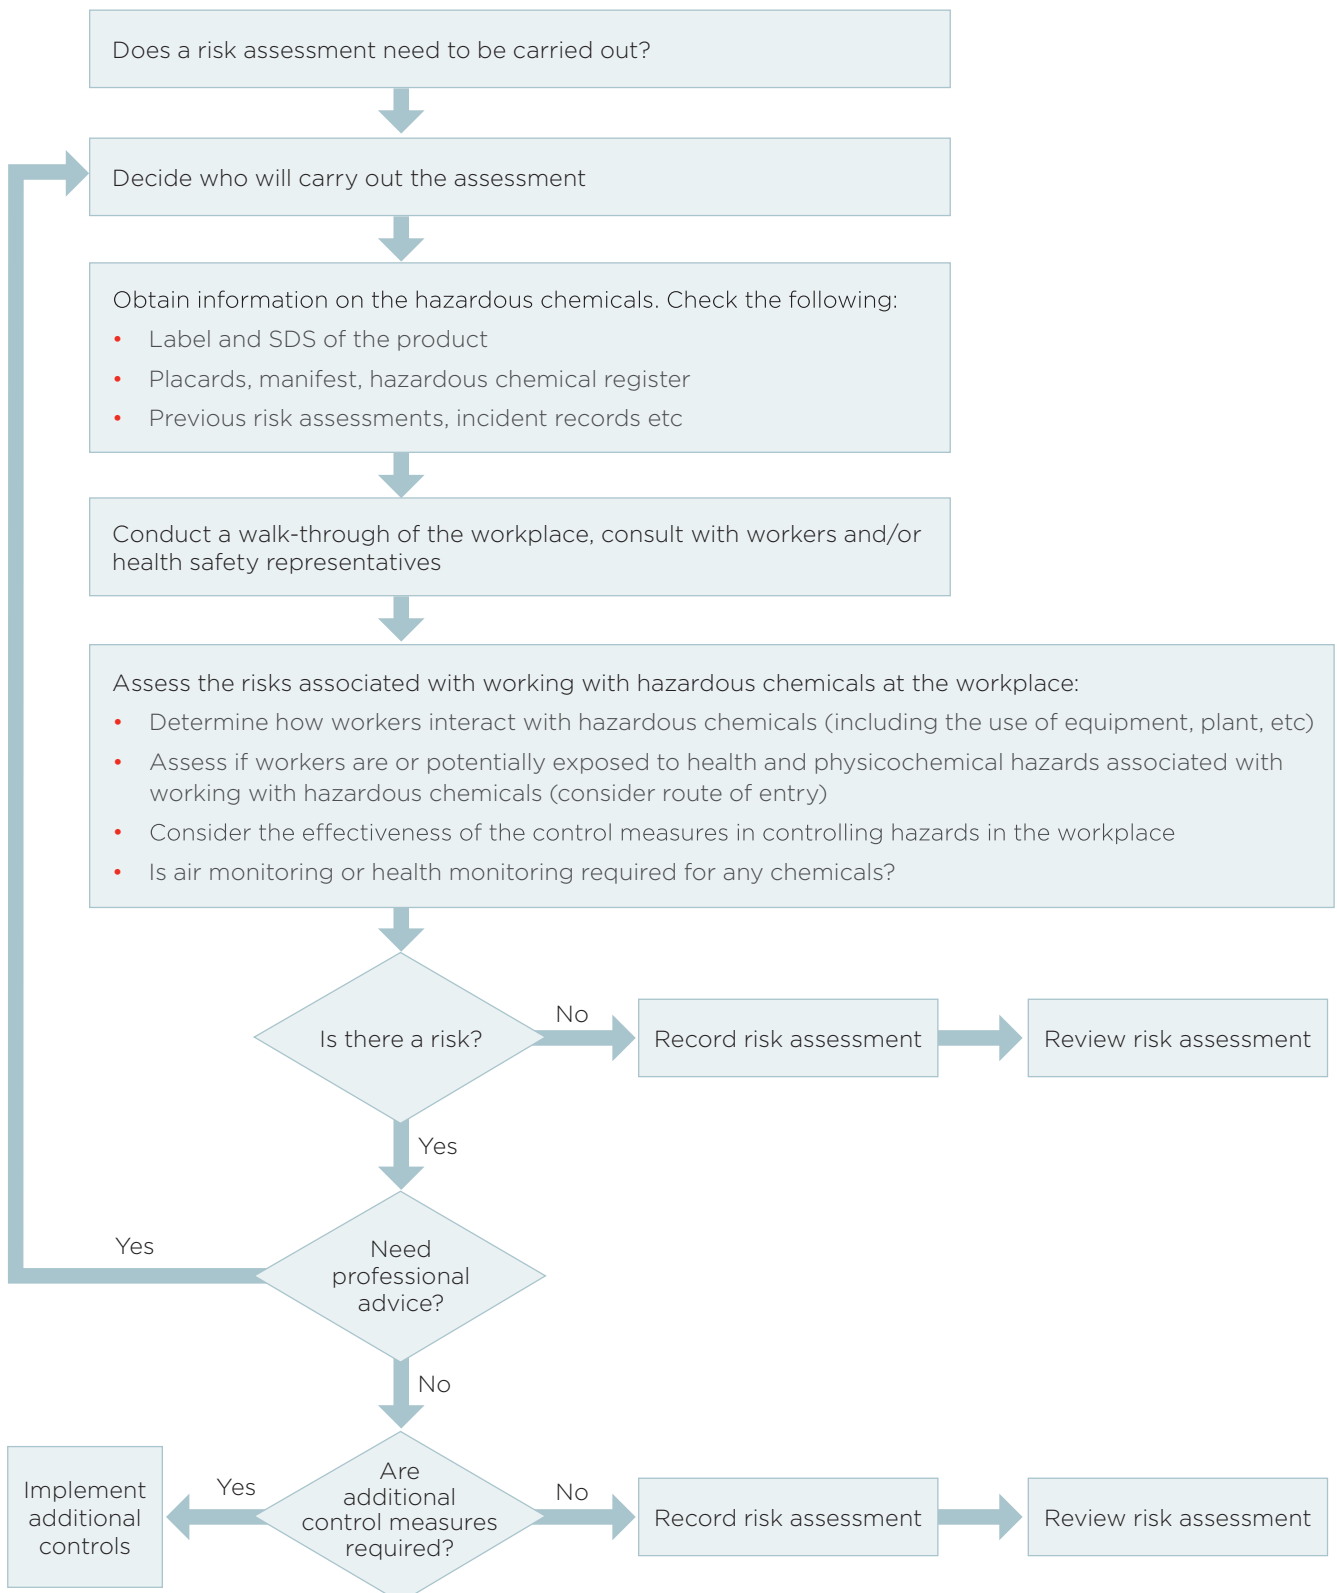 Does a risk assessment need to be carried out?
Decide who will carry out the assessment
Obtain information on the hazardous chemicals. Check the following:
• Label and SDS of the product
• Placards, manifest, hazardous chemical register
• Previous risk assessments, incident records etc
Conduct a walk-through of the workplace, consult with workers and/or
health safety representatives
Assess the risks associated with working with hazardous chemicals at the workplace:
• Determine how workers interact with hazardous chemicals (including the use of equipment, plant, etc)
• Assess if workers are or potentially exposed to health and physicochemical hazards associated with
working with hazardous chemicals (consider route of entry)
• Consider the effectiveness of the control measures in controlling hazards in the workplace
• Is air monitoring or health monitoring required for any chemicals?
Is there a risk?
No
Record risk assessment
Review risk assessment
Yes
Need
professional
advice?
Yes
No
Are
additional
control measures
required?
Yes
Implement
additional
controls
No
Record risk assessment
Review risk assessment